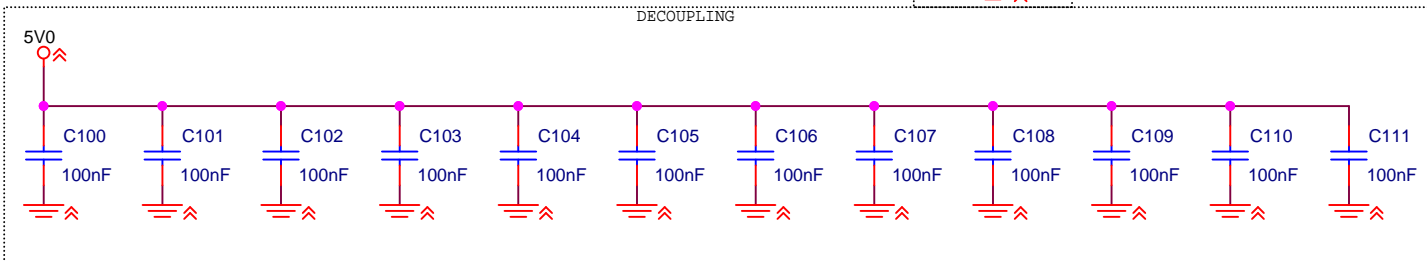 DECOUPLING
5V0
C100 C101 C102 C103 C104 C105 C106 C107 C108 C109 C110 C111
100nF 100nF 100nF 100nF 100nF 100nF 100nF 100nF 100nF 100nF 100nF 100nF